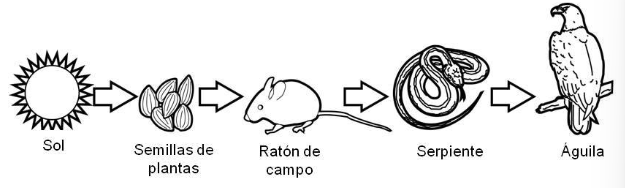 Sol
Semillas de
plantas
Ratón de
campo
Serpiente
Águila